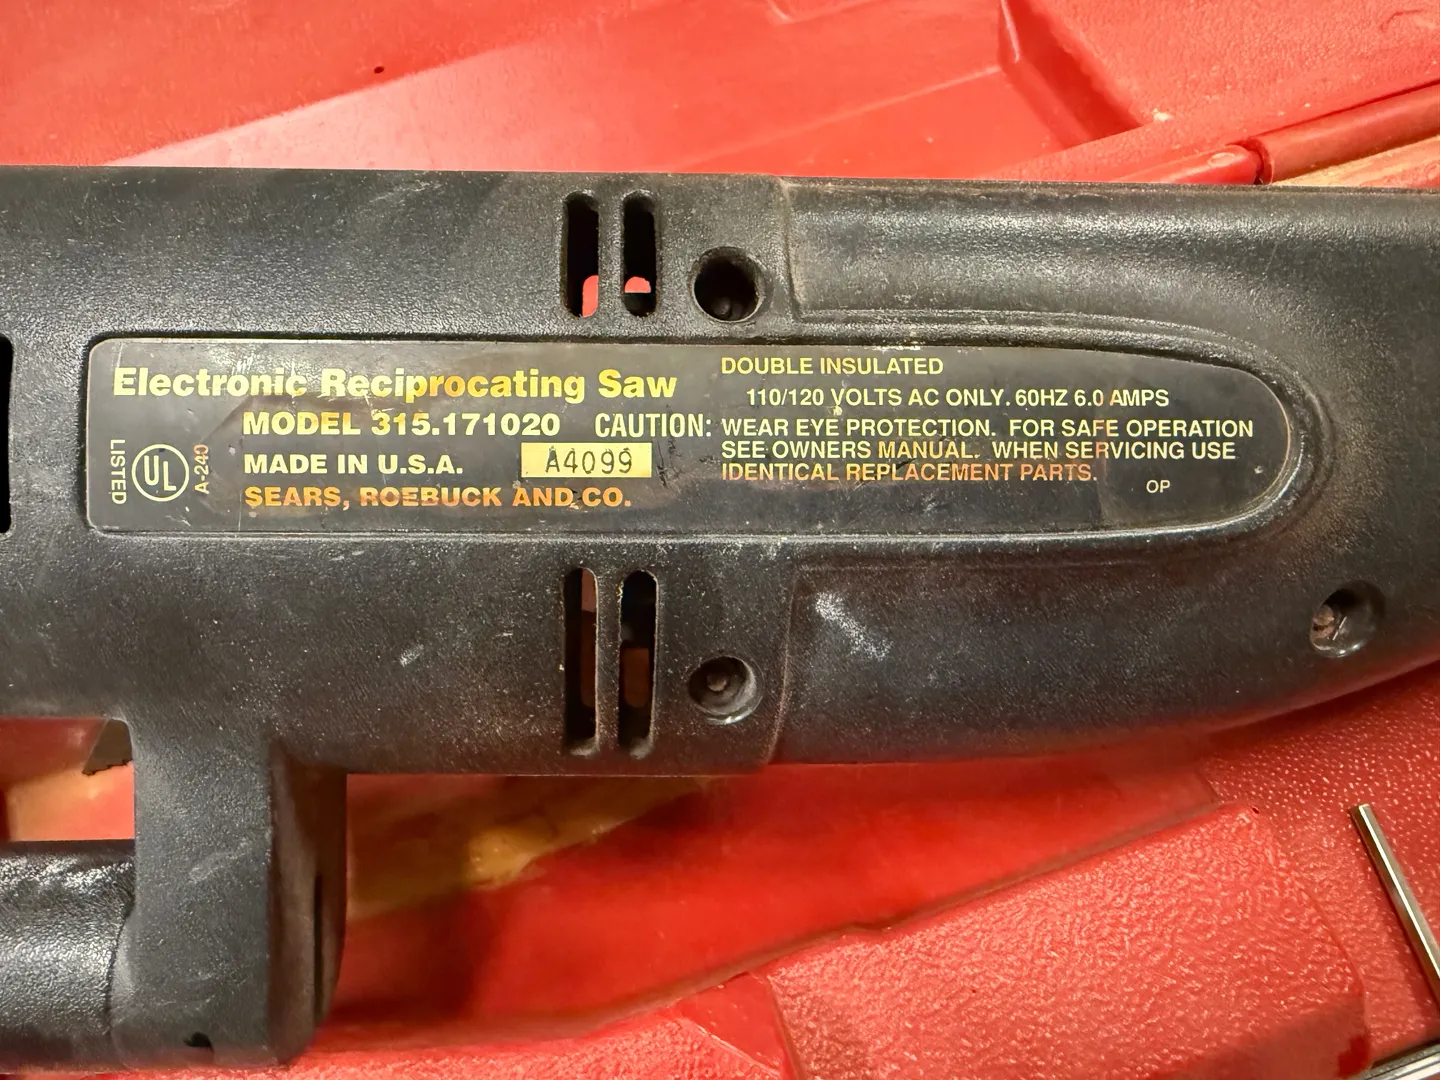 Electronic Reciprocating Saw
MODEL 315.171020
MADE IN U.S.A.
A4099
SEARS, ROEBUCK AND CO.
LISTED
UL
A-240
DOUBLE INSULATED
110/120 VOLTS AC ONLY. 60HZ 6.0 AMPS
CAUTION: WEAR EYE PROTECTION. FOR SAFE OPERATION
SEE OWNERS MANUAL. WHEN SERVICING USE
IDENTICAL REPLACEMENT PARTS.
OP